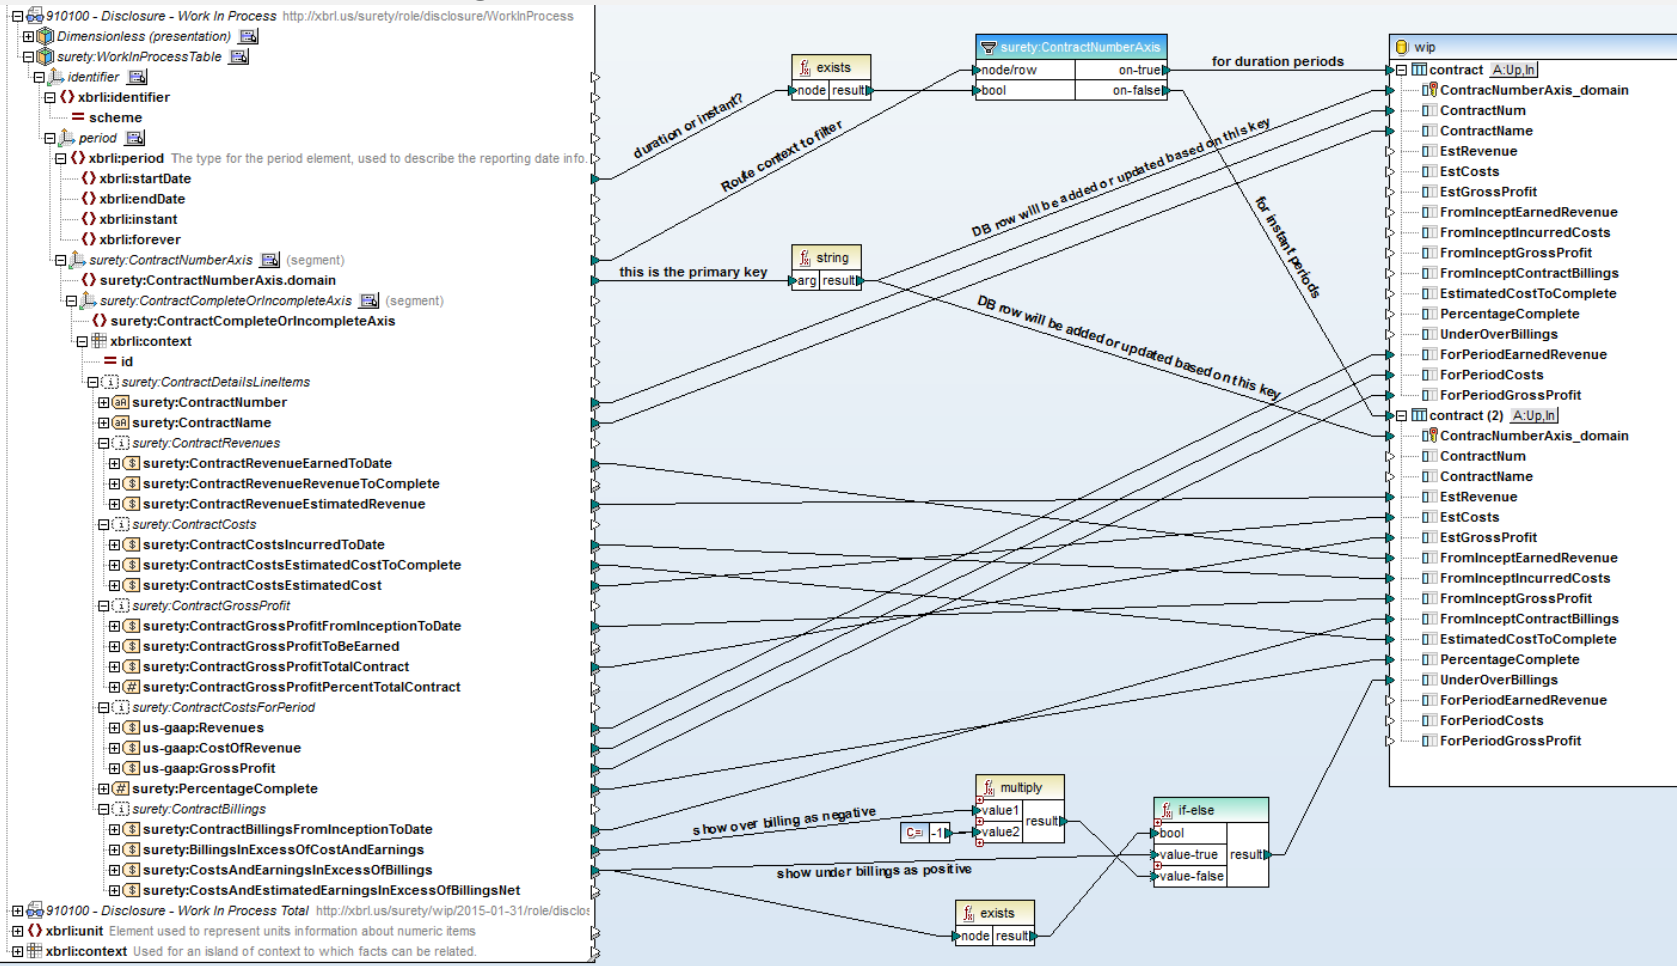 910100 - Disclosure - Work In Process http://xbrl.us/surety/role/disclosure/WorkInProcess
Dimensionless (presentation)
surety:WorkInProcessTable
identifier
xbrli:identifier
scheme
period
xbrli:period The type for the period element, used to describe the reporting date info.
xbrli:startDate
xbrli:endDate
xbrli:instant
xbrli:forever
surety:ContractNumberAxis (segment)
surety:ContractNumberAxis.domain
surety:ContractCompleteOrIncompleteAxis (segment)
surety:ContractCompleteOrIncompleteAxis
xbrli:context
id
surety:ContractDetailsLineItems
surety:ContractNumber
surety:ContractName
surety:ContractRevenues
surety:ContractRevenueEarnedToDate
surety:ContractRevenueRevenueToComplete
surety:ContractRevenueEstimatedRevenue
surety:ContractCosts
surety:ContractCostsIncurredToDate
surety:ContractCostsEstimatedCostToComplete
surety:ContractCostsEstimatedCost
surety:ContractGrossProfit
surety:ContractGrossProfitFromInceptionToDate
surety:ContractGrossProfitToBeEarned
surety:ContractGrossProfitTotalContract
surety:ContractGrossProfitPercentTotalContract
surety:ContractCostsForPeriod
us-gaap:Revenues
us-gaap:CostOfRevenue
us-gaap:GrossProfit
surety:PercentageComplete
surety:ContractBillings
surety:ContractBillingsFromInceptionToDate
surety:BillingsInExcessOfCostAndEarnings
surety:CostsAndEarningsInExcessOfBillings
surety:CostsAndEstimatedEarningsInExcessOfBillingsNet
910100 - Disclosure - Work In Process Total http://xbrl.us/surety/wip/2015-01-31/role/disclos
xbrli:unit Element used to represent units information about numeric items
xbrli:context Used for an island of context to which facts can be related.
duration or instant?
exists
node result
Route context to filter
surety:ContractNumberAxis
node/row on-true
bool on-false
for duration periods
this is the primary key
string
arg result
DB row will be added or updated based on this key
DB row will be added or updated based on this key
for instant periods
show over billing as negative
C= -1
multiply
value1
value2
result
show under billings as positive
exists
node result
if-else
bool
value-true
value-false
result
wip
contract A:Up,In
ContracNumberAxis_domain
ContractNum
ContractName
EstRevenue
EstCosts
EstGrossProfit
FromInceptEarnedRevenue
FromInceptIncurredCosts
FromInceptGrossProfit
FromInceptContractBillings
EstimatedCostToComplete
PercentageComplete
UnderOverBillings
ForPeriodEarnedRevenue
ForPeriodCosts
ForPeriodGrossProfit
contract (2) A:Up,In
ContracNumberAxis_domain
ContractNum
ContractName
EstRevenue
EstCosts
EstGrossProfit
FromInceptEarnedRevenue
FromInceptIncurredCosts
FromInceptGrossProfit
FromInceptContractBillings
EstimatedCostToComplete
PercentageComplete
UnderOverBillings
ForPeriodEarnedRevenue
ForPeriodCosts
ForPeriodGrossProfit